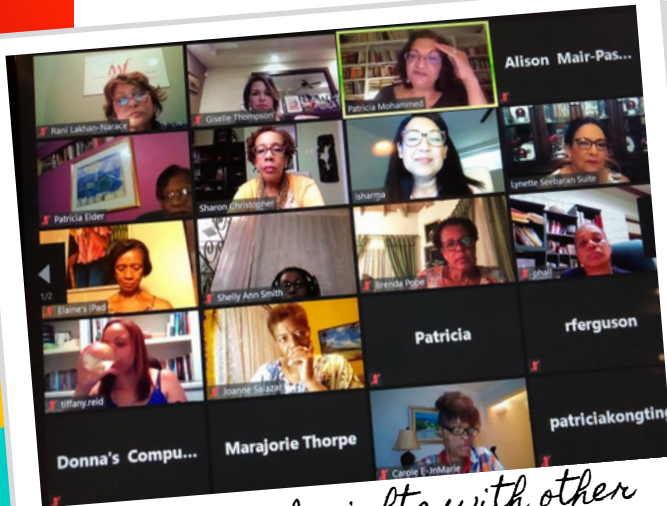 Rani Lakhan-Narace
Giselle Thompson
Patricia Mohammed
Alison Mair-Pas...
Patricia Elder
Sharon Christopher
isharma
Lynette Seebaran Suite
Elaine's iPad
Shelly Ann Smith
Brenda Pope
phall
1/2
tiffany.reid
Joanne Salazar
Patricia
rferguson
Donna's Compu...
Marajorie Thorpe
Carole E-JnMarie
patriciakongting
with other